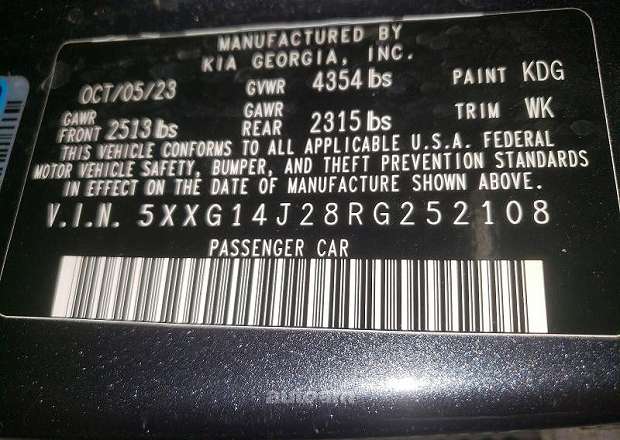 MANUFACTURED BY
KIA GEORGIA, INC.
OCT/05/23 GVWR 4354 lbs PAINT KDG
GAWR FRONT 2513 lbs GAWR REAR 2315 lbs TRIM WK
THIS VEHICLE CONFORMS TO ALL APPLICABLE U.S.A. FEDERAL
MOTOR VEHICLE SAFETY, BUMPER, AND THEFT PREVENTION STANDARDS
IN EFFECT ON THE DATE OF MANUFACTURE SHOWN ABOVE.
V.I.N. 5XXG14J28RG252108
PASSENGER CAR